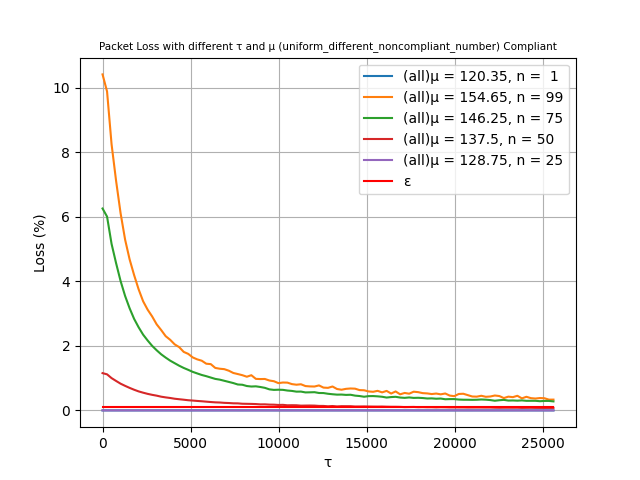 Packet Loss with different τ and μ (uniform_different_noncompliant_number) Compliant
(all)μ = 120.35, n =  1
(all)μ = 154.65, n = 99
(all)μ = 146.25, n = 75
(all)μ = 137.5, n = 50
(all)μ = 128.75, n = 25
ε
Loss (%)
10
8
6
4
2
0
0 5000 10000 15000 20000 25000
τ